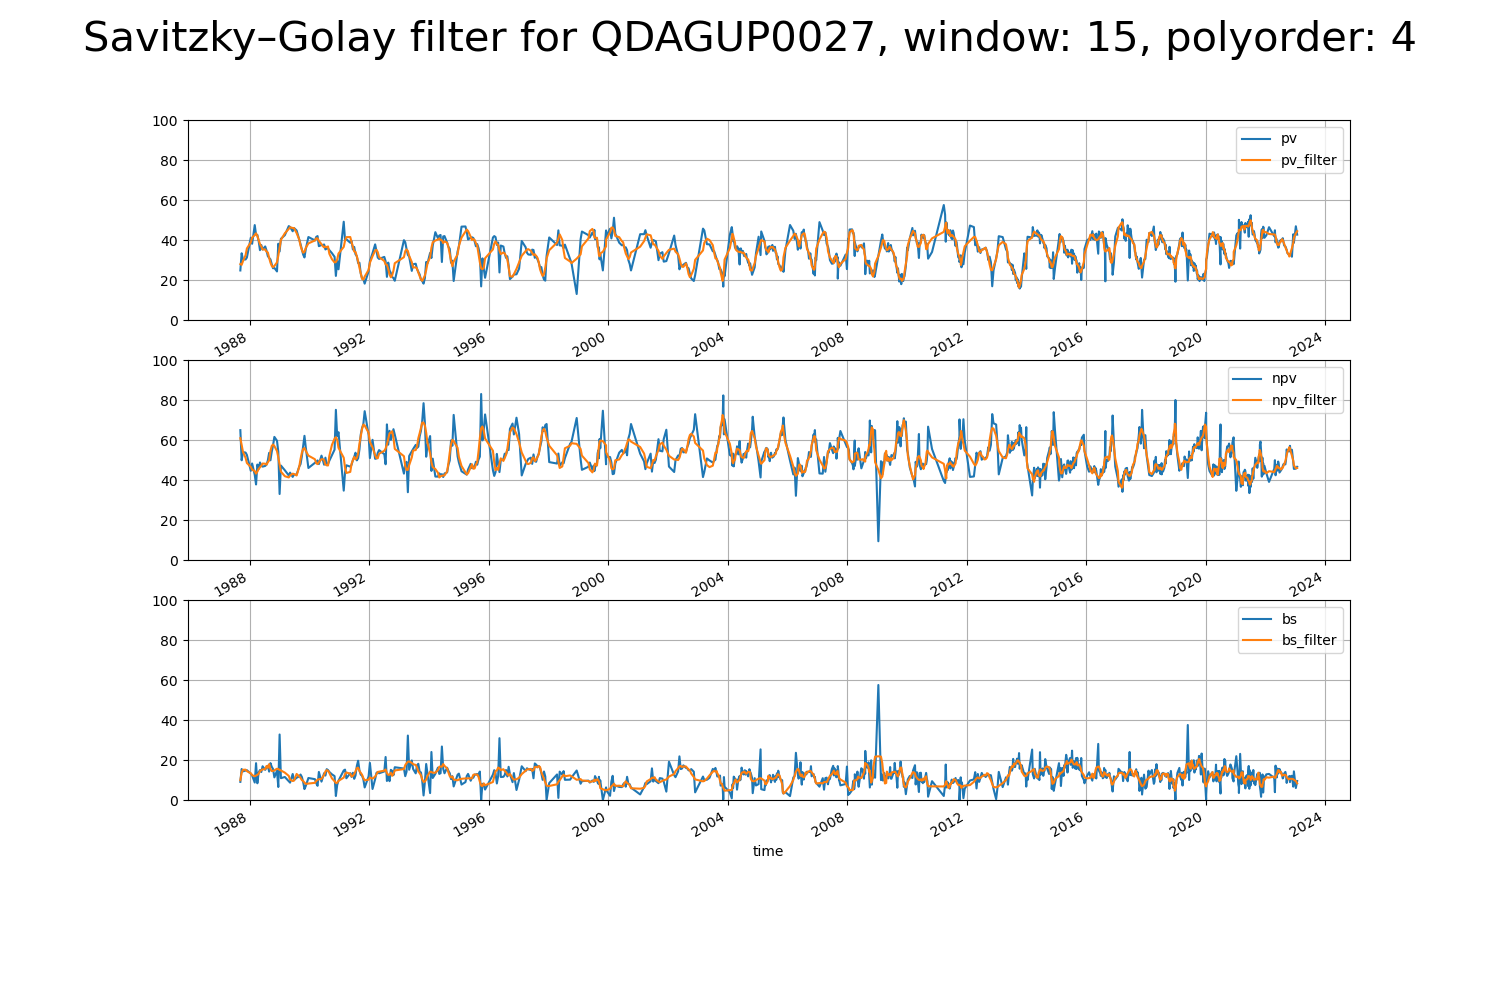 Savitzky–Golay filter for QDAGUP0027, window: 15, polyorder: 4
100
80
60
40
20
0
pv
pv_filter
1988 1992 1996 2000 2004 2008 2012 2016 2020 2024
100
80
60
40
20
0
npv
npv_filter
1988 1992 1996 2000 2004 2008 2012 2016 2020 2024
100
80
60
40
20
0
bs
bs_filter
1988 1992 1996 2000 2004 2008 2012 2016 2020 2024
time